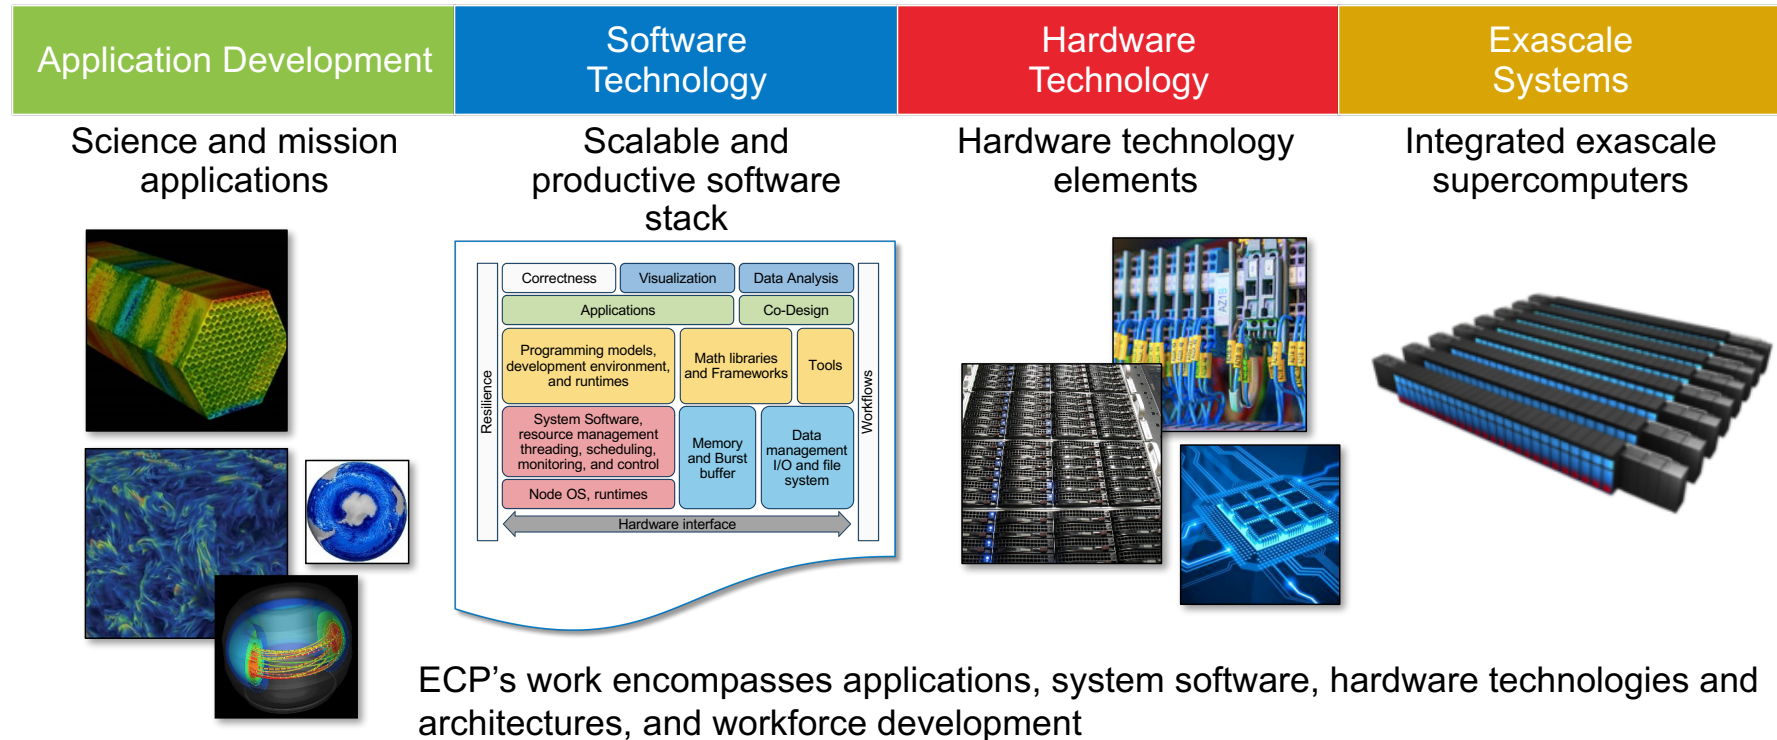 Application Development
Software
Technology
Hardware
Technology
Exascale
Systems
Science and mission
applications
Scalable and
productive software
stack
Hardware technology
elements
Integrated exascale
supercomputers
Resilience
Correctness
Visualization
Data Analysis
Applications
Co-Design
Programming models,
development environment,
and runtimes
Math libraries
and Frameworks
Tools
System Software,
resource management
threading, scheduling,
monitoring, and control
Memory
and Burst
buffer
Data
management
I/O and file
system
Node OS, runtimes
Hardware interface
Workflows
AZ1B
ECP’s work encompasses applications, system software, hardware technologies and
architectures, and workforce development